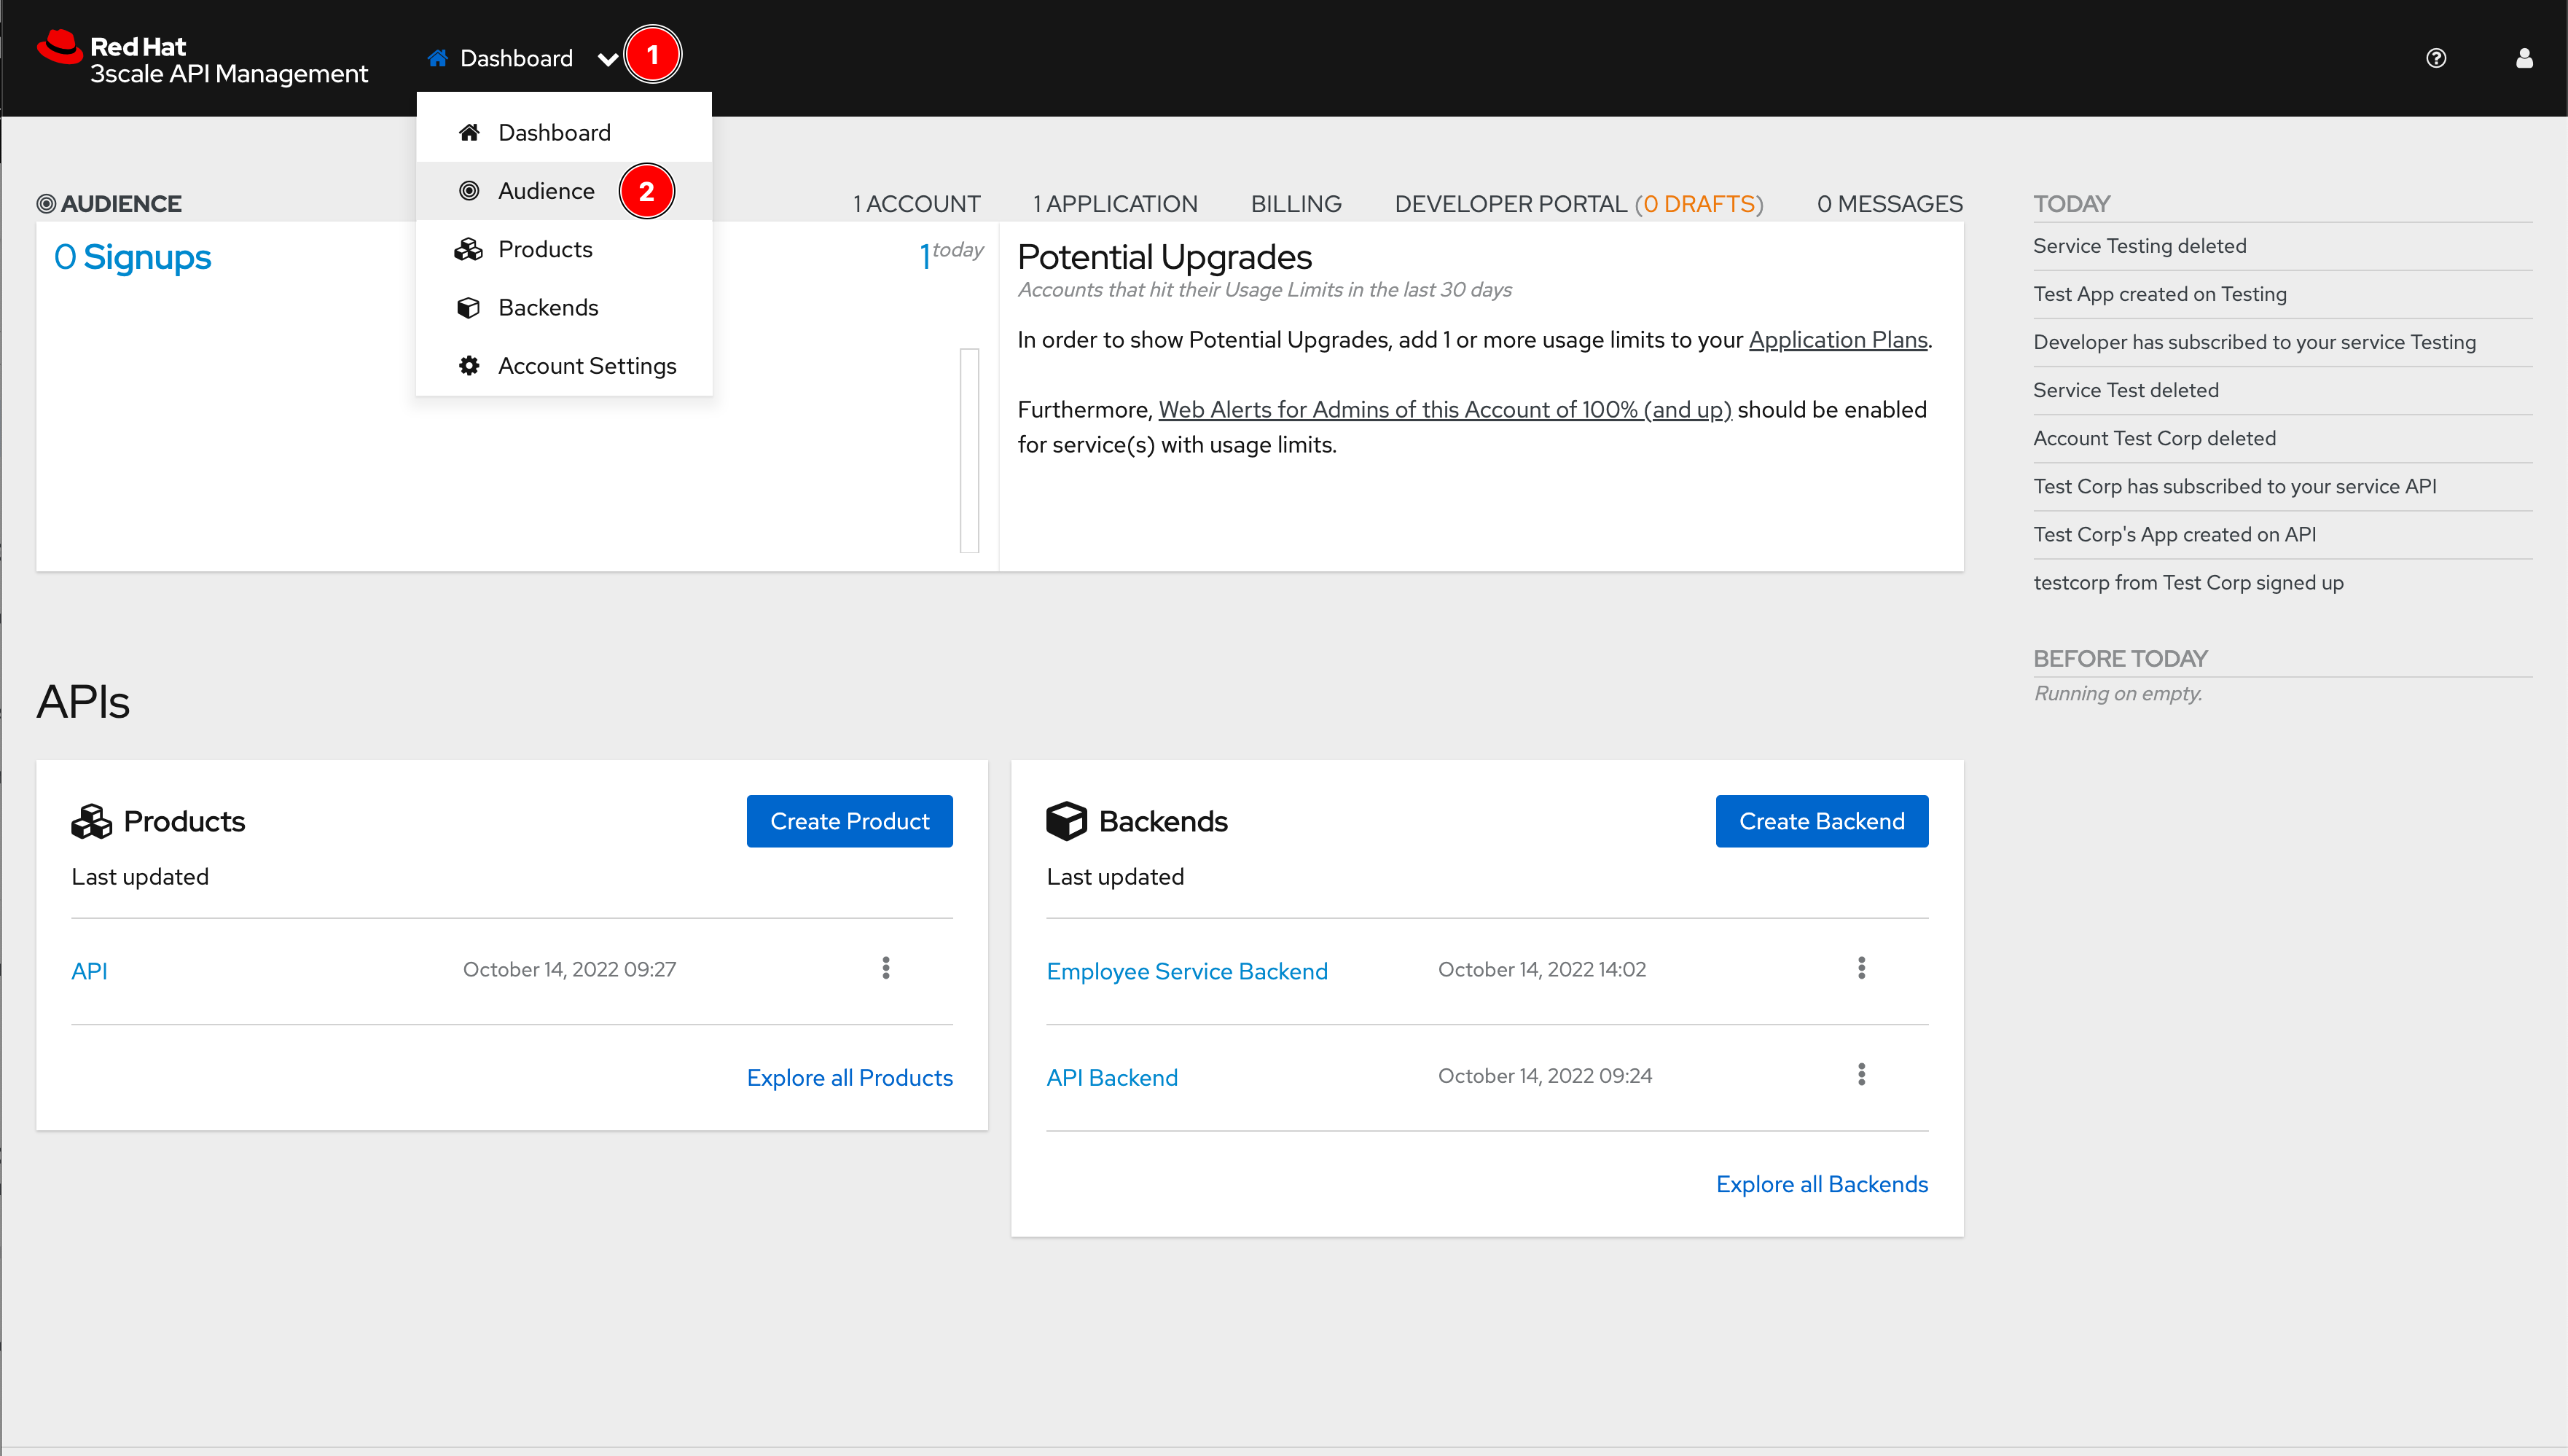 Red Hat
3scale API Management
Dashboard
1
Dashboard
Audience
2
Products
Backends
Account Settings
AUDIENCE
1 ACCOUNT
1 APPLICATION
BILLING
DEVELOPER PORTAL (0 DRAFTS)
0 MESSAGES
0 Signups
1 today
Potential Upgrades
Accounts that hit their Usage Limits in the last 30 days
In order to show Potential Upgrades, add 1 or more usage limits to your Application Plans.
Furthermore, Web Alerts for Admins of this Account of 100% (and up) should be enabled
for service(s) with usage limits.
TODAY
Service Testing deleted
Test App created on Testing
Developer has subscribed to your service Testing
Service Test deleted
Account Test Corp deleted
Test Corp has subscribed to your service API
Test Corp's App created on API
testcorp from Test Corp signed up
BEFORE TODAY
Running on empty.
APIs
Products
Create Product
Last updated
API
October 14, 2022 09:27
Explore all Products
Backends
Create Backend
Last updated
Employee Service Backend
October 14, 2022 14:02
API Backend
October 14, 2022 09:24
Explore all Backends